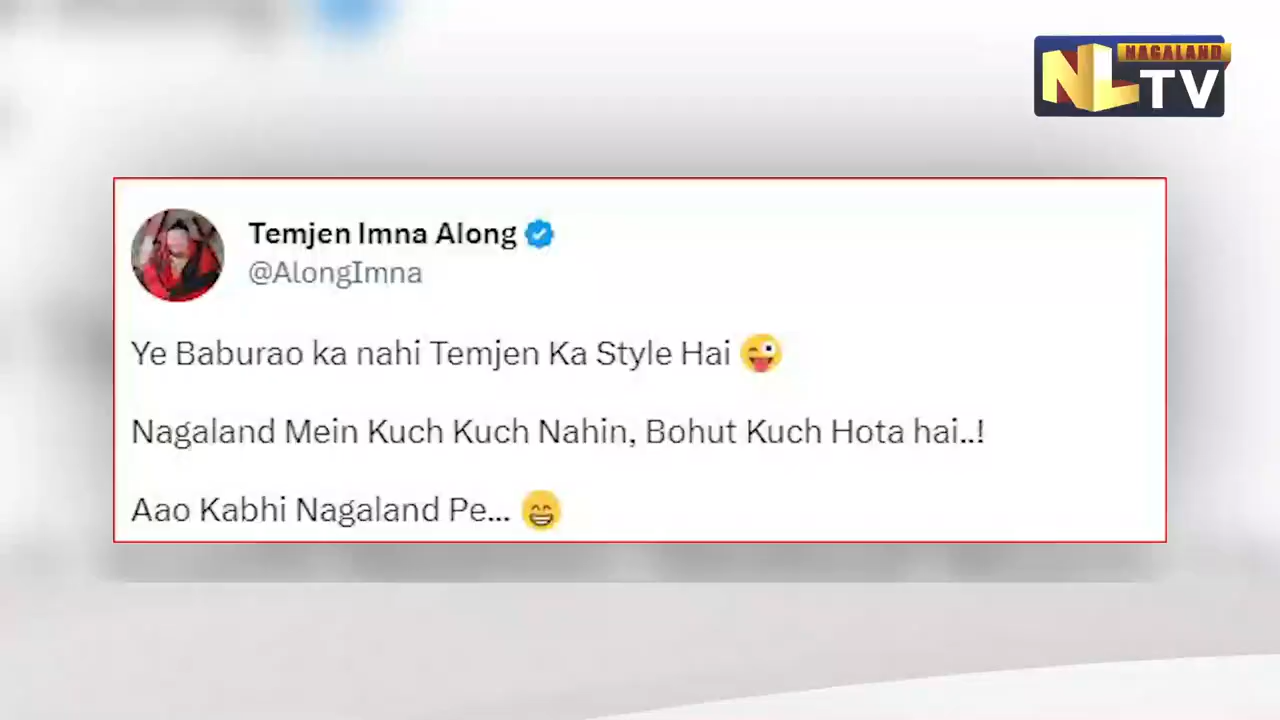 NAGALAND
NL TV
Temjen Imna Along
@AlongImna
Ye Baburao ka nahi Temjen Ka Style Hai 😜
Nagaland Mein Kuch Kuch Nahin, Bohut Kuch Hota hai..!
Aao Kabhi Nagaland Pe... 😁